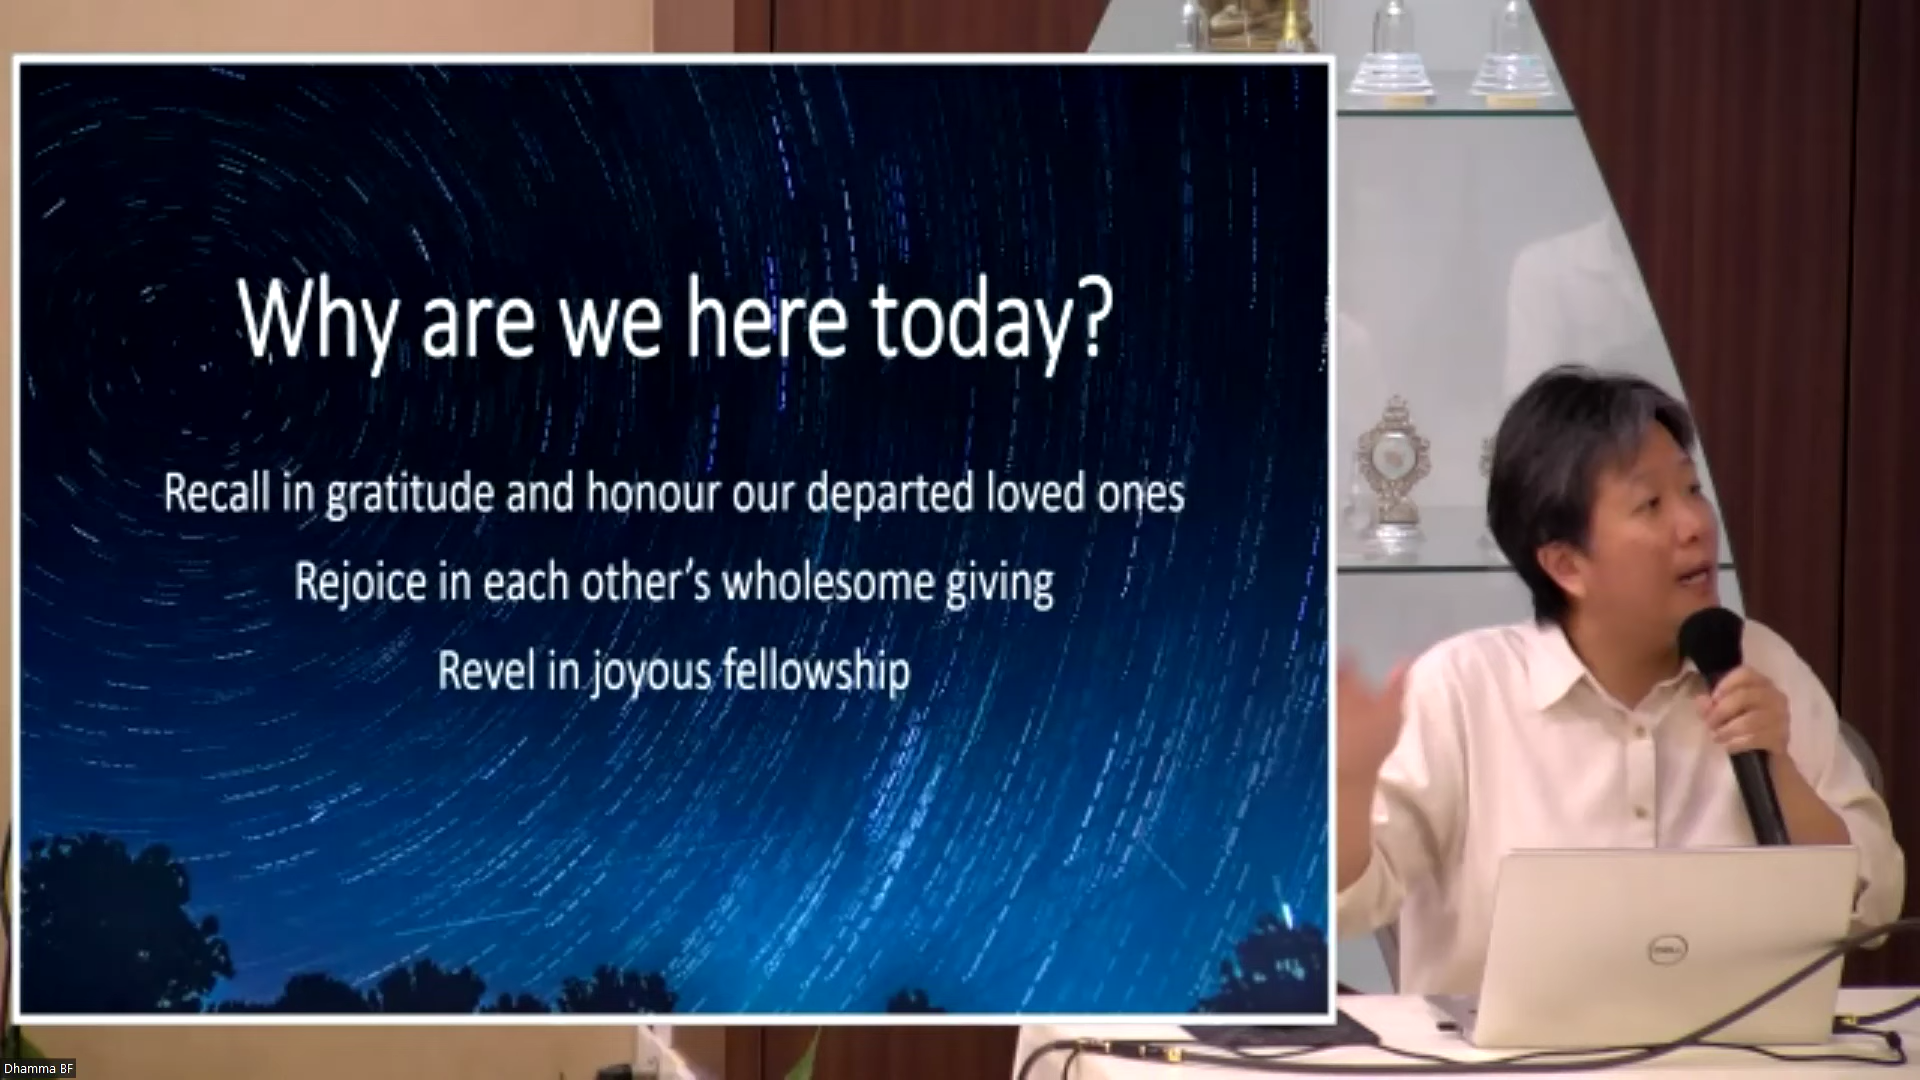 Why are we here today?
Recall in gratitude and honour our departed loved ones
Rejoice in each other’s wholesome giving
Revel in joyous fellowship
DELL
Dhamma BF